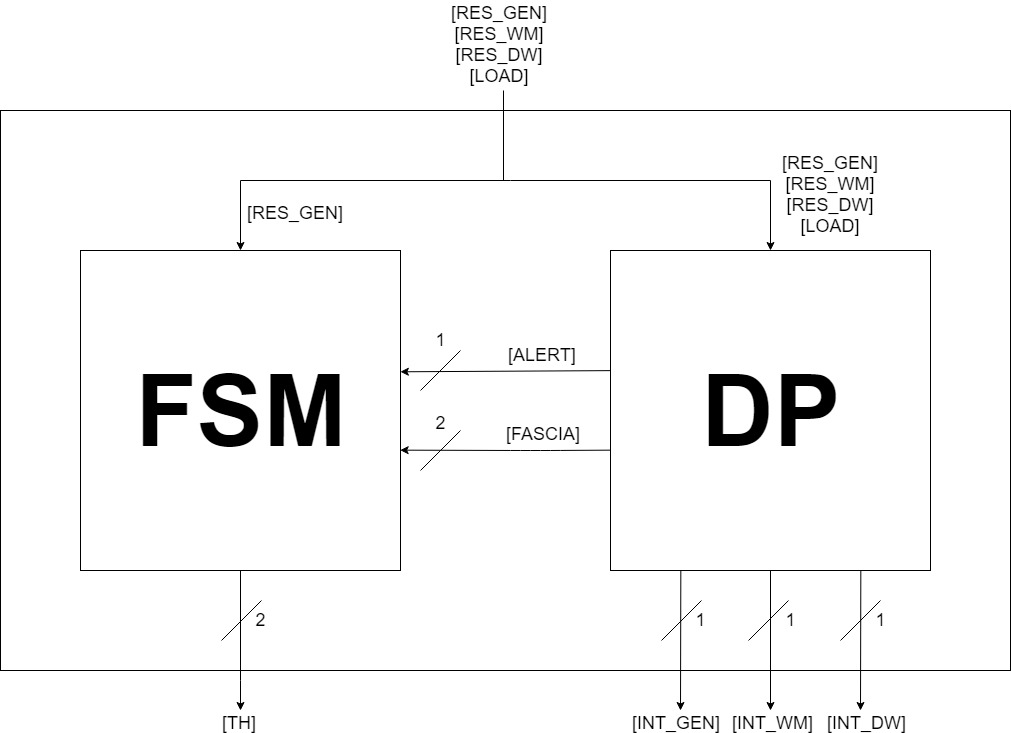 [RES_GEN]
[RES_WM]
[RES_DW]
[LOAD]
[RES_GEN]
[RES_GEN]
[RES_WM]
[RES_DW]
[LOAD]
1
[ALERT]
FSM
DP
2
[FASCIA]
2
1
1
1
[TH]
[INT_GEN]
[INT_WM]
[INT_DW]